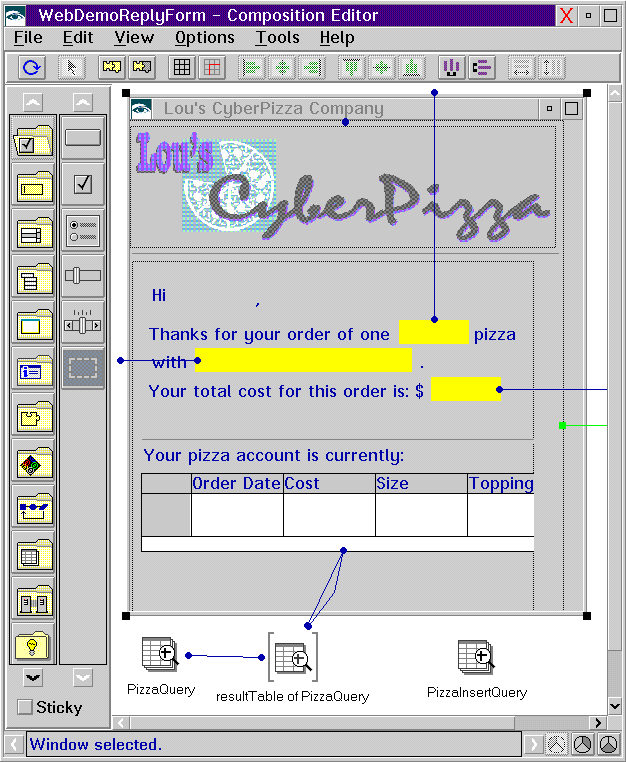 WebDemoReplyForm - Composition Editor
X
File Edit View Options Tools Help
Lou's CyberPizza Company
Lou's
CyberPizza
Hi ,
Thanks for your order of one pizza
with .
Your total cost for this order is: $
Your pizza account is currently:
Order Date Cost Size Topping
PizzaQuery
resultTable of PizzaQuery
PizzaInsertQuery
Sticky
Window selected.